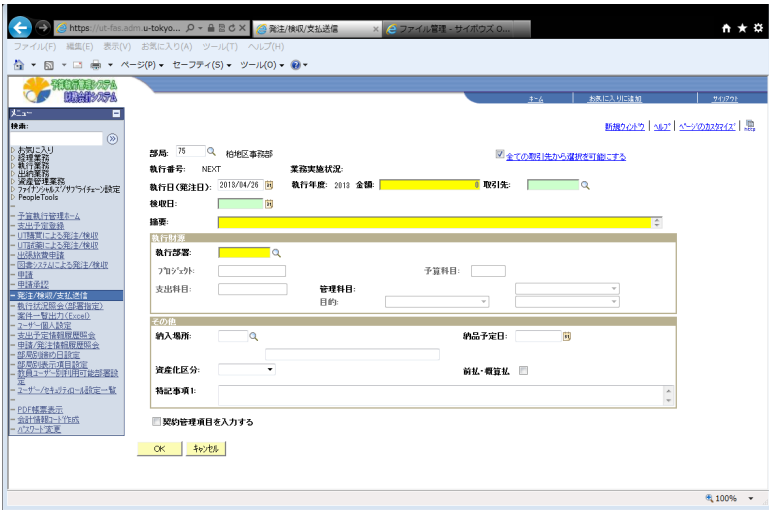 https://ut-fas.adm.u-tokyo...
発注/検収/支払送信
ファイル管理 - サイボウズ O...
ファイル(F) 編集(E) 表示(V) お気に入り(A) ツール(T) ヘルプ(H)
ページ(P) セーフティ(S) ツール(O)
予算執行管理システム
財務会計システム
ホーム お気に入りに追加 サインアウト
メニュー
検索:
新規ウィンドウ ヘルプ ページのカスタマイズ http
お気に入り
経理業務
執行業務
出納業務
資産管理業務
ファイナンシャルズ/サプライチェーン設定
PeopleTools
予算執行管理ホーム
支出予定登録
UT購買による発注/検収
UT試薬による発注/検収
出張旅費申請
図書システムによる発注/検収
申請
申請承認
発注/検収/支払送信
執行状況照会(部署指定)
案件一覧出力(Excel)
ユーザー個人設定
支出予定情報履歴照会
申請/発注情報履歴照会
部局別締め日設定
部局別表示項目設定
教員ユーザー別利用可能部署設定
ユーザー/セキュリティロール設定一覧
PDF帳票表示
会計情報コード作成
パスワード変更
部局: 75 柏地区事務部
全ての取引先から選択を可能にする
執行番号: NEXT 業務実施状況:
執行日(発注日): 2013/04/26 執行年度: 2013 金額: 0 取引先:
検収日:
摘要:
執行財源
執行部署:
プロジェクト: 予算科目:
支出科目: 管理科目:
目的:
その他
納入場所: 納品予定日:
資産化区分: 前払・概算払
特記事項1:
契約管理項目を入力する
OK キャンセル
100%